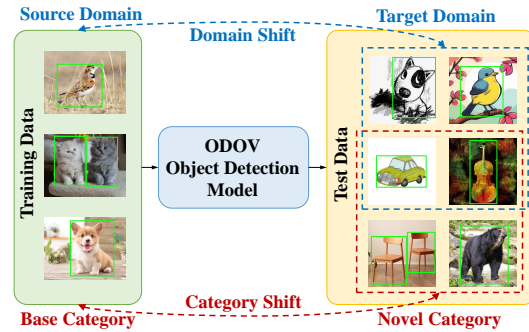 Source Domain
Target Domain
Domain Shift
Training Data
ODOV
Object Detection
Model
Test Data
Category Shift
Base Category
Novel Category